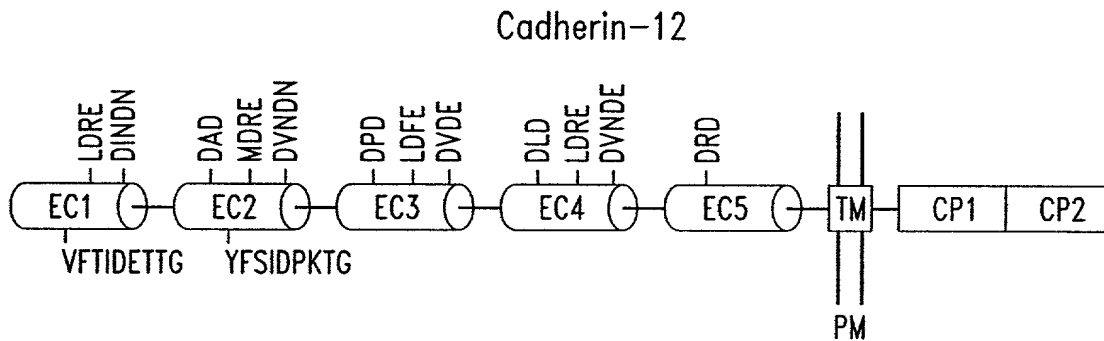 Cadherin-12
LDRE
DINDN
DAD
MDRE
DVNDN
DPD
LDFE
DVDE
DLD
LDRE
DVNDE
DRD
EC1
EC2
EC3
EC4
EC5
TM
CP1
CP2
VFTIDETTG
YFSIDPKTG
PM